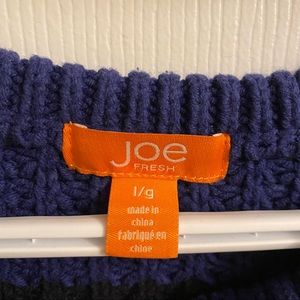 joe
FRESH
l/g
made in
china
fabriqué en
chine